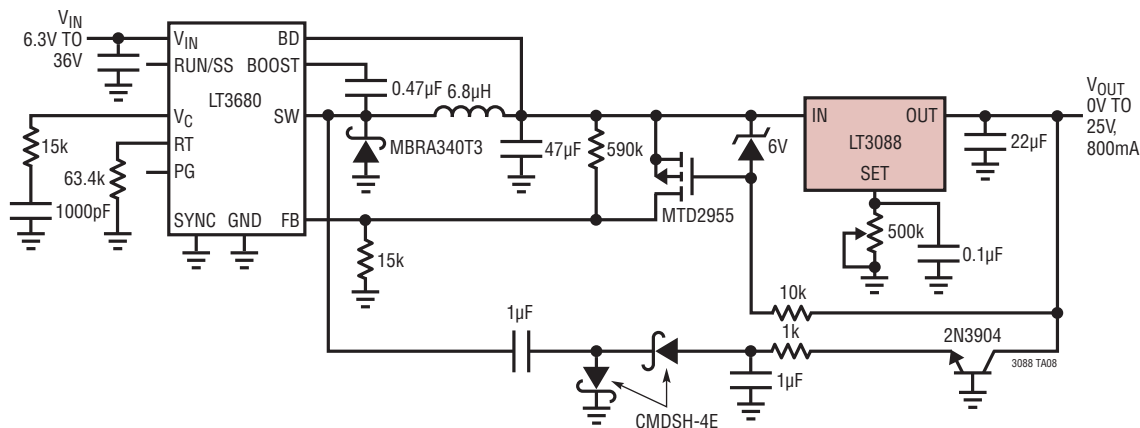 VIN
6.3V TO
36V
VIN
BD
RUN/SS
BOOST
LT3680
0.47µF
6.8µH
VC
SW
15k
RT
MBRA340T3
47µF
590k
6V
63.4k
PG
1000pF
SYNC
GND
FB
15k
MTD2955
IN
OUT
LT3088
SET
22µF
VOUT
0V TO
25V,
800mA
500k
0.1µF
10k
1µF
1k
2N3904
3088 TA08
1µF
CMDSH-4E